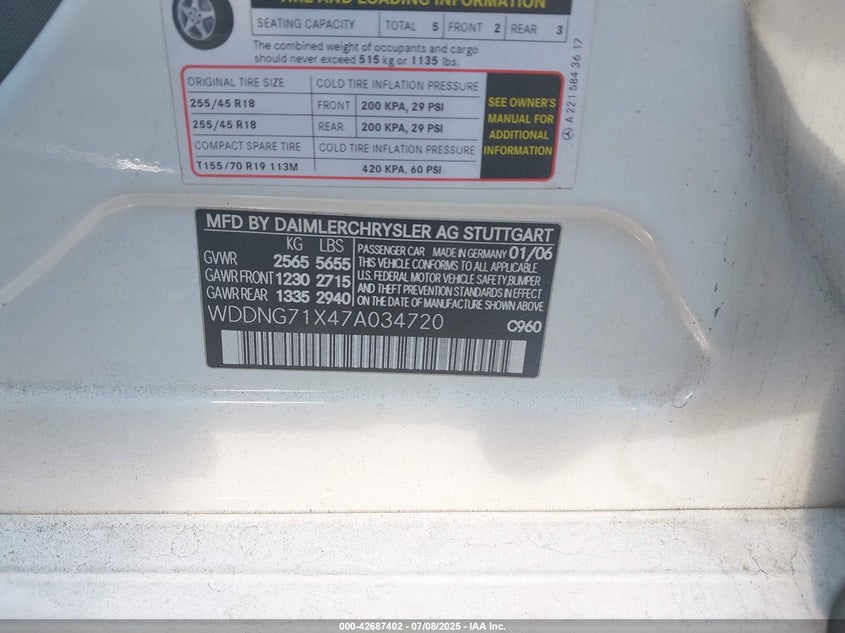 TIRE AND LOADING INFORMATION
SEATING CAPACITY TOTAL 5 FRONT 2 REAR 3
The combined weight of occupants and cargo
should never exceed 515 kg or 1135 lbs.
ORIGINAL TIRE SIZE COLD TIRE INFLATION PRESSURE
255/45 R18 FRONT 200 KPA, 29 PSI
255/45 R18 REAR 200 KPA, 29 PSI
COMPACT SPARE TIRE COLD TIRE INFLATION PRESSURE
T155/70 R19 113M 420 KPA, 60 PSI
SEE OWNER'S
MANUAL FOR
ADDITIONAL
INFORMATION
A 221 584 36 17
MFD BY DAIMLERCHRYSLER AG STUTTGART
KG LBS
GVWR 2565 5655
GAWR FRONT 1230 2715
GAWR REAR 1335 2940
PASSENGER CAR MADE IN GERMANY 01/06
THIS VEHICLE CONFORMS TO ALL APPLICABLE
U.S. FEDERAL MOTOR VEHICLE SAFETY, BUMPER
AND THEFT PREVENTION STANDARDS IN EFFECT
ON THE DATE OF MANUFACTURE SHOWN ABOVE.
WDDNG71X47A034720 C960
000-42687402 - 07/08/2025 - IAA Inc.